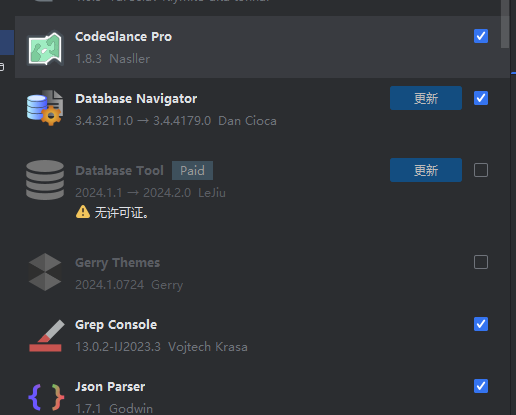 CodeGlance Pro
1.8.3 Nasller
Database Navigator
更新
3.4.3211.0 → 3.4.4179.0 Dan Cioca
Database Tool Paid
更新
2024.1.1 → 2024.2.0 LeJiu
无许可证。
Gerry Themes
2024.1.0724 Gerry
Grep Console
13.0.2-IJ2023.3 Vojtech Krasa
Json Parser
1.7.1 Godwin